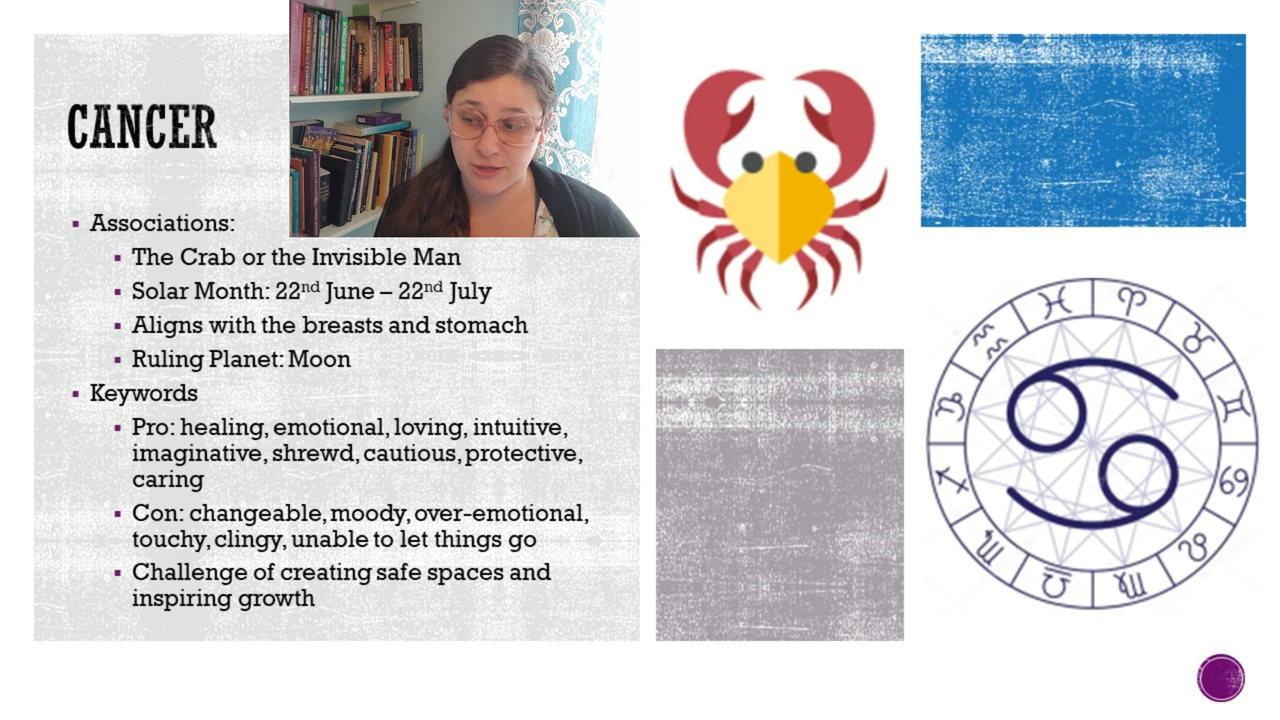 CANCER
Associations:
The Crab or the Invisible Man
Solar Month: 22nd June – 22nd July
Aligns with the breasts and stomach
Ruling Planet: Moon
Keywords
Pro: healing, emotional, loving, intuitive,
imaginative, shrewd, cautious, protective,
caring
Con: changeable, moody, over-emotional,
touchy, clingy, unable to let things go
Challenge of creating safe spaces and
inspiring growth